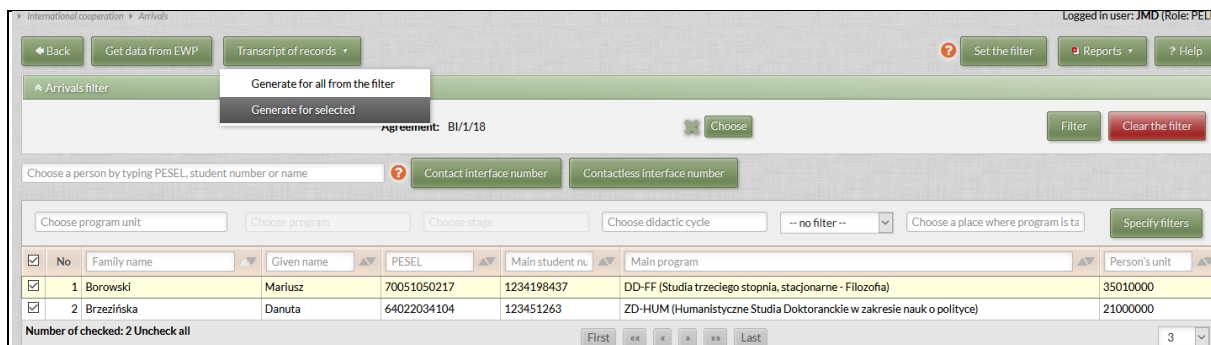 International cooperation Arrivals Logged in user: JMD (Role: PEL
Back Get data from EWP Transcript of records ? Set the filter Reports ? Help
Generate for all from the filter
Arrivals filter
Generate for selected
Agreement: BI/1/18 Choose Filter Clear the filter
Choose a person by typing PESEL, student number or name ? Contact interface number Contactless interface number
Choose program unit Choose program Choose stage Choose didactic cycle -- no filter -- Choose a place where program is ta Specify filters
No Family name Given name PESEL Main student nu Main program Person's unit
1 Borowski Mariusz 70051050217 1234198437 DD-FF (Studia trzeciego stopnia, stacjonarne - Filozofia) 35010000
2 Brzezińska Danuta 64022034104 123451263 ZD-HUM (Humanistyczne Studia Doktoranckie w zakresie nauk o polityce) 21000000
Number of checked: 2 Uncheck all First «« « » »» Last 3